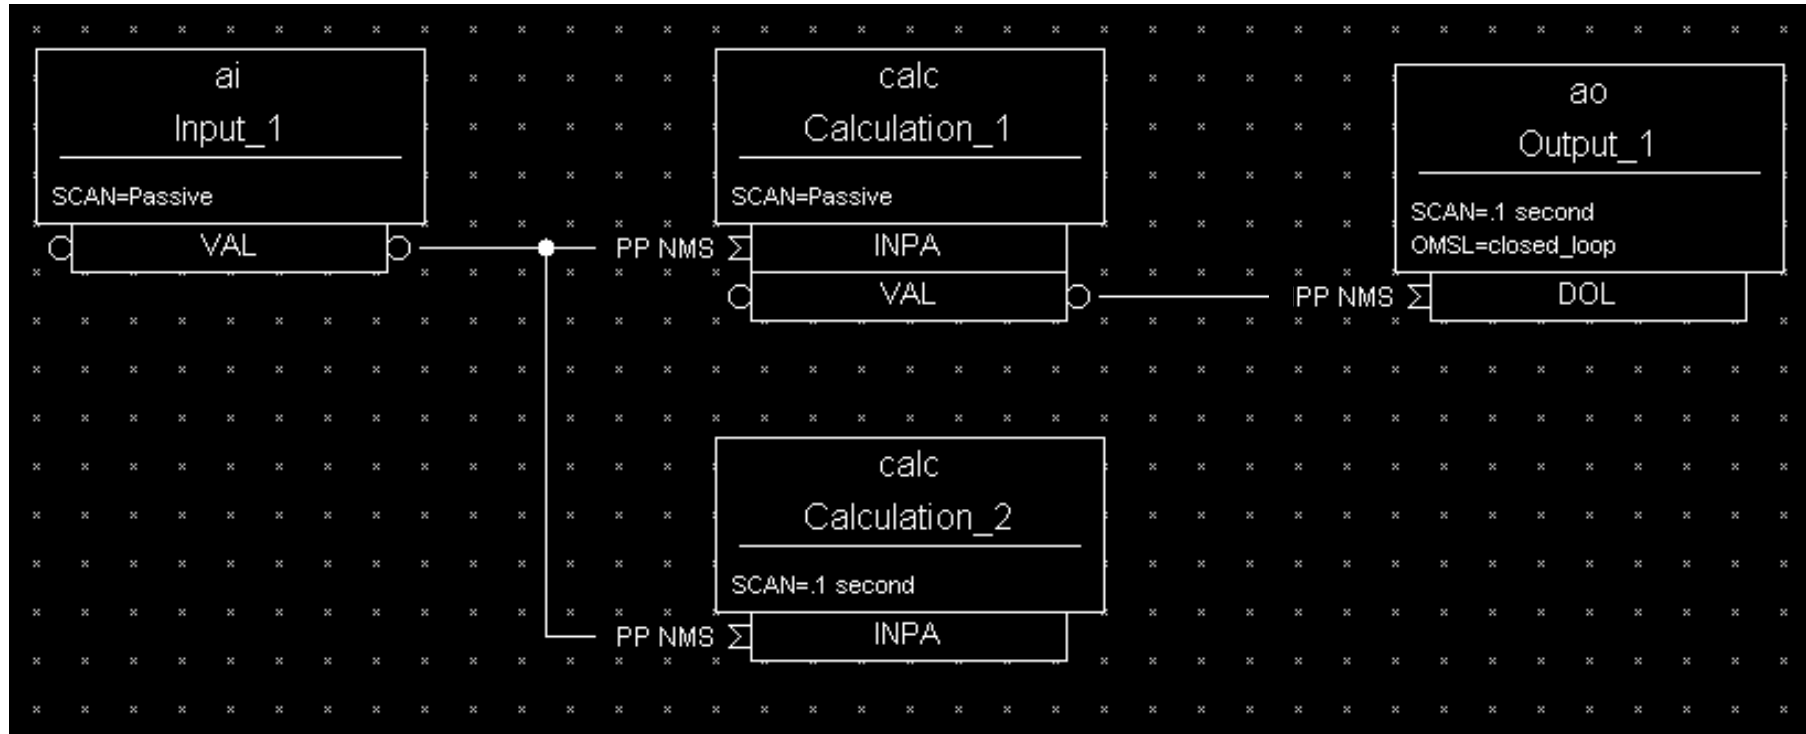 ai
Input_1
SCAN=Passive
VAL
calc
Calculation_1
SCAN=Passive
PP NMS
INPA
VAL
ao
Output_1
SCAN=.1 second
OMSL=closed_loop
PP NMS
DOL
calc
Calculation_2
SCAN=.1 second
PP NMS
INPA